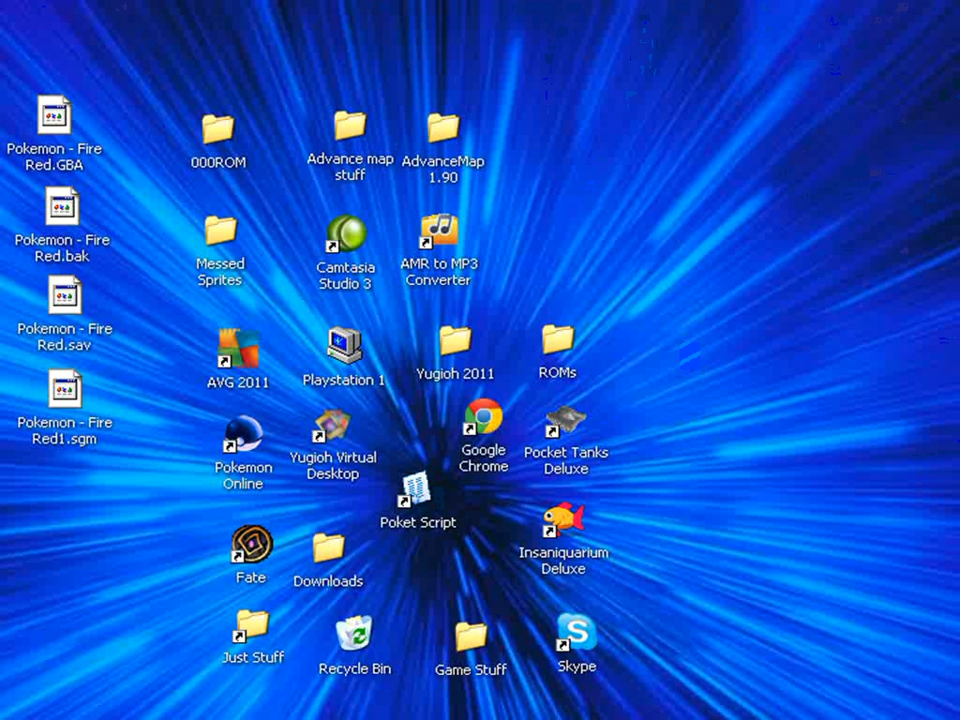 Pokemon - Fire
Red.GBA
000ROM
Advance map
stuff
AdvanceMap
1.90
Pokemon - Fire
Red.bak
Messed
Sprites
Camtasia
Studio 3
AMR to MP3
Converter
Pokemon - Fire
Red.sav
AVG 2011
Playstation 1
Yugioh 2011
ROMs
Pokemon - Fire
Red1.sgm
Pokemon
Online
Yugioh Virtual
Desktop
Google
Chrome
Pocket Tanks
Deluxe
Poket Script
Insaniquarium
Deluxe
Fate
Downloads
Just Stuff
Recycle Bin
Game Stuff
Skype